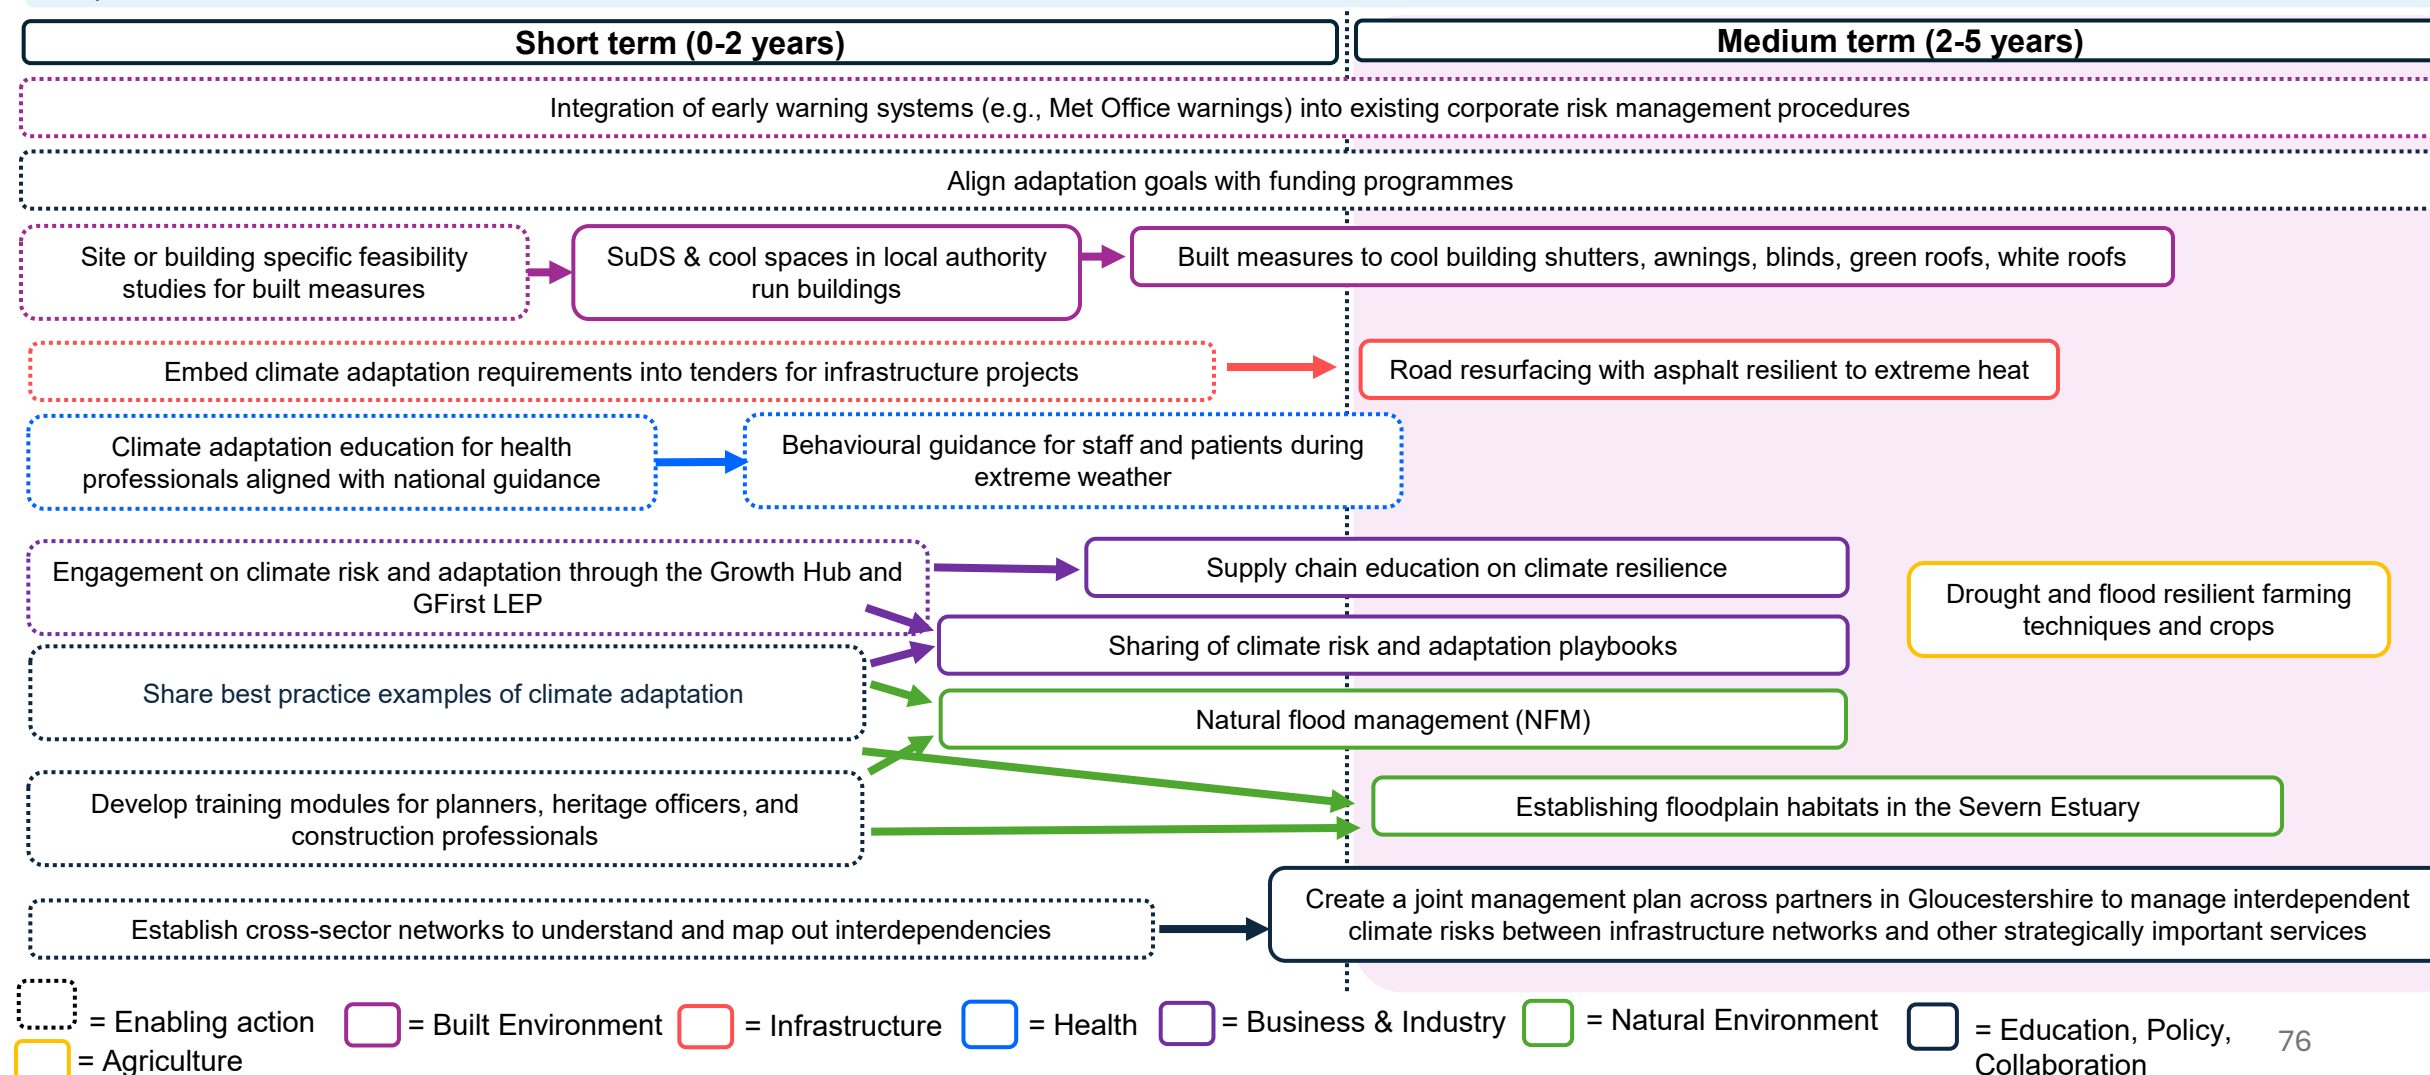 Short term (0-2 years)
Medium term (2-5 years)
Integration of early warning systems (e.g., Met Office warnings) into existing corporate risk management procedures
Align adaptation goals with funding programmes
Site or building specific feasibility
studies for built measures
SuDS & cool spaces in local authority
run buildings
Built measures to cool building shutters, awnings, blinds, green roofs, white roofs
Embed climate adaptation requirements into tenders for infrastructure projects
Road resurfacing with asphalt resilient to extreme heat
Climate adaptation education for health
professionals aligned with national guidance
Behavioural guidance for staff and patients during
extreme weather
Engagement on climate risk and adaptation through the Growth Hub and
GFirst LEP
Supply chain education on climate resilience
Drought and flood resilient farming
techniques and crops
Sharing of climate risk and adaptation playbooks
Share best practice examples of climate adaptation
Natural flood management (NFM)
Develop training modules for planners, heritage officers, and
construction professionals
Establishing floodplain habitats in the Severn Estuary
Establish cross-sector networks to understand and map out interdependencies
Create a joint management plan across partners in Gloucestershire to manage interdependent
climate risks between infrastructure networks and other strategically important services
= Enabling action
= Built Environment
= Infrastructure
= Health
= Business & Industry
= Natural Environment
= Education, Policy,
Collaboration
= Agriculture
76